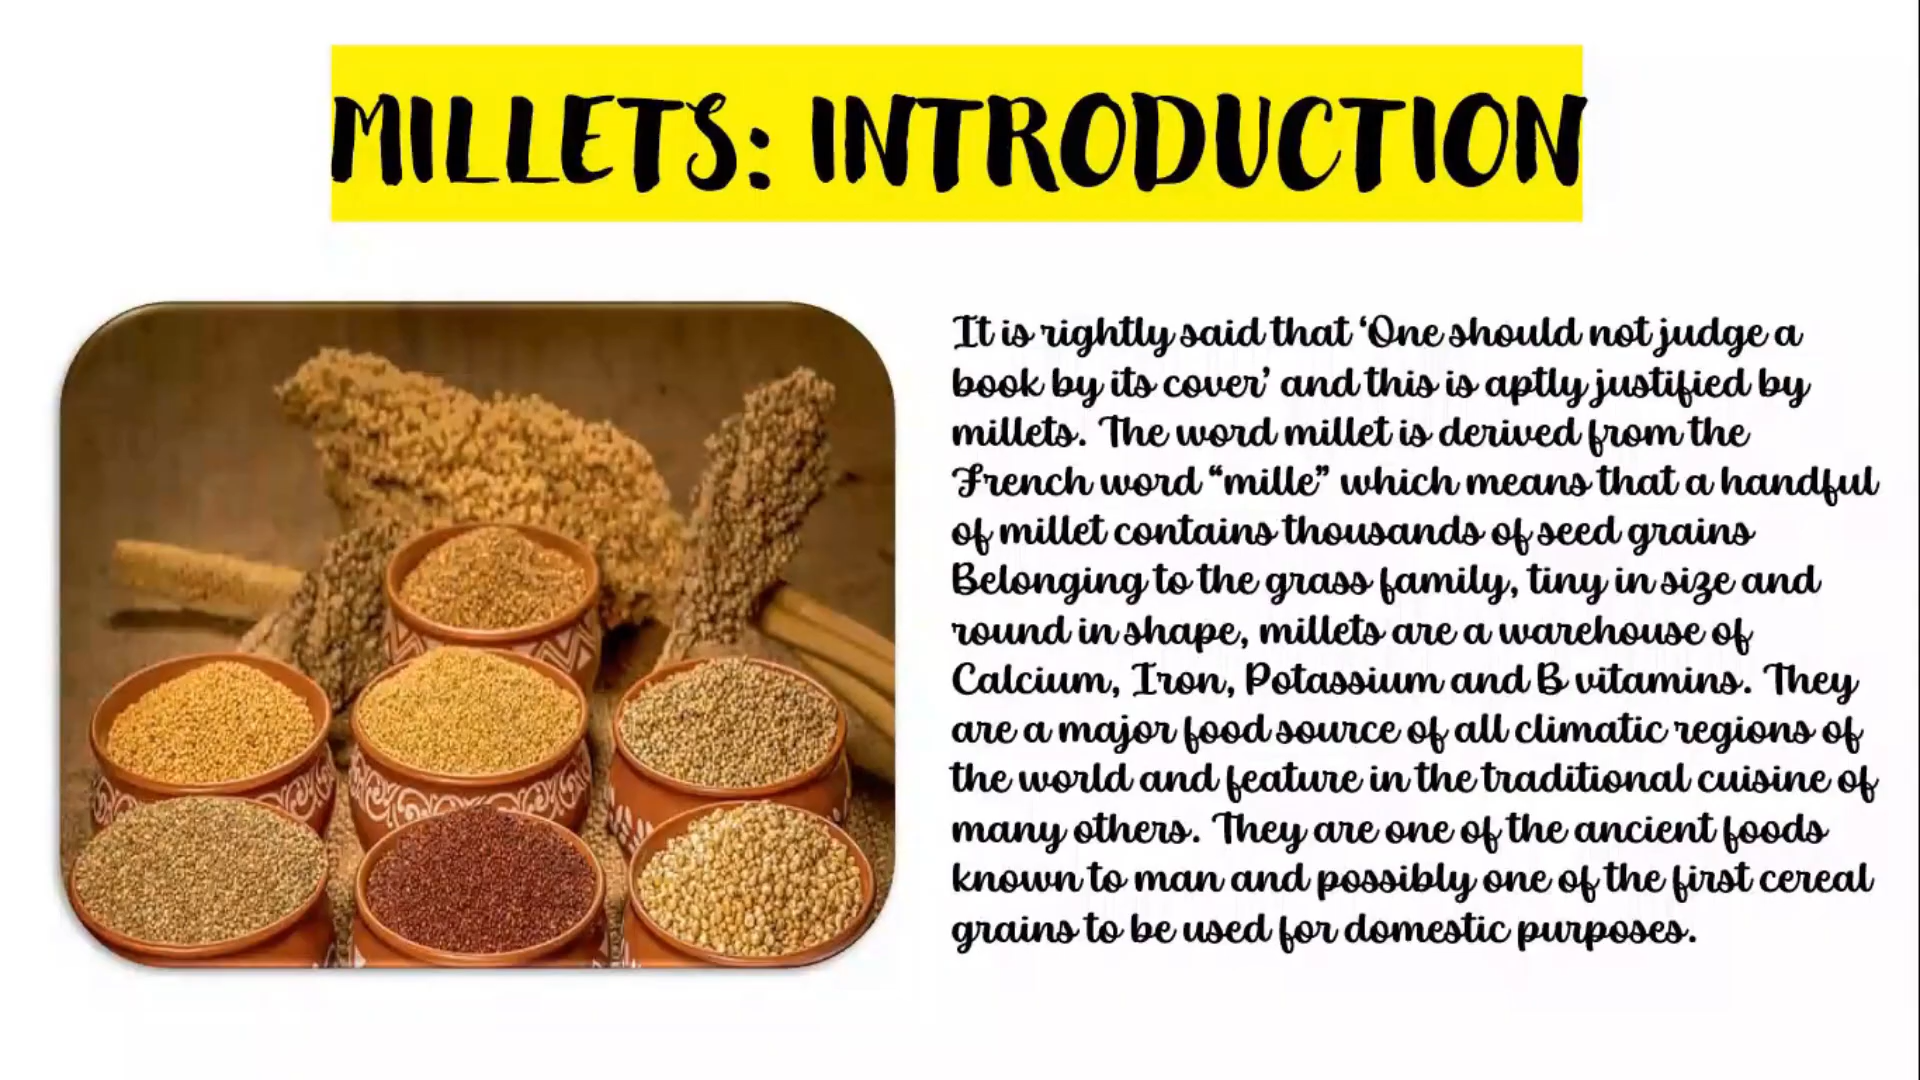 MILLETS: INTRODUCTION
It is rightly said that ‘One should not judge a
book by its cover’ and this is aptly justified by
millets. The word millet is derived from the
French word “mille” which means that a handful
of millet contains thousands of seed grains
Belonging to the grass family, tiny in size and
round in shape, millets are a warehouse of
Calcium, Iron, Potassium and B vitamins. They
are a major food source of all climatic regions of
the world and feature in the traditional cuisine of
many others. They are one of the ancient foods
known to man and possibly one of the first cereal
grains to be used for domestic purposes.